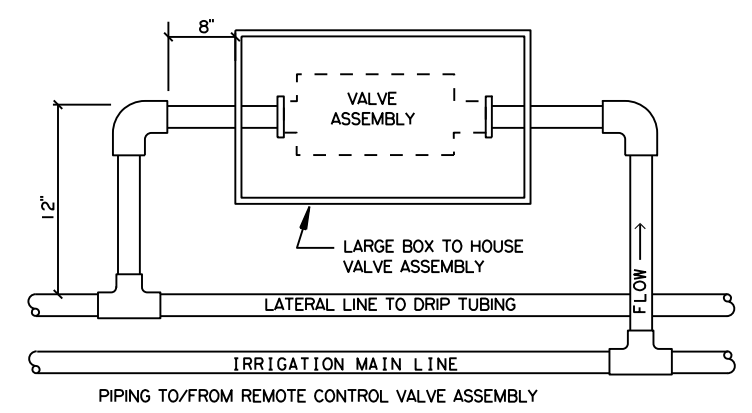 8"
VALVE
ASSEMBLY
12"
LARGE BOX TO HOUSE
VALVE ASSEMBLY
FLOW
LATERAL LINE TO DRIP TUBING
IRRIGATION MAIN LINE
PIPING TO/FROM REMOTE CONTROL VALVE ASSEMBLY